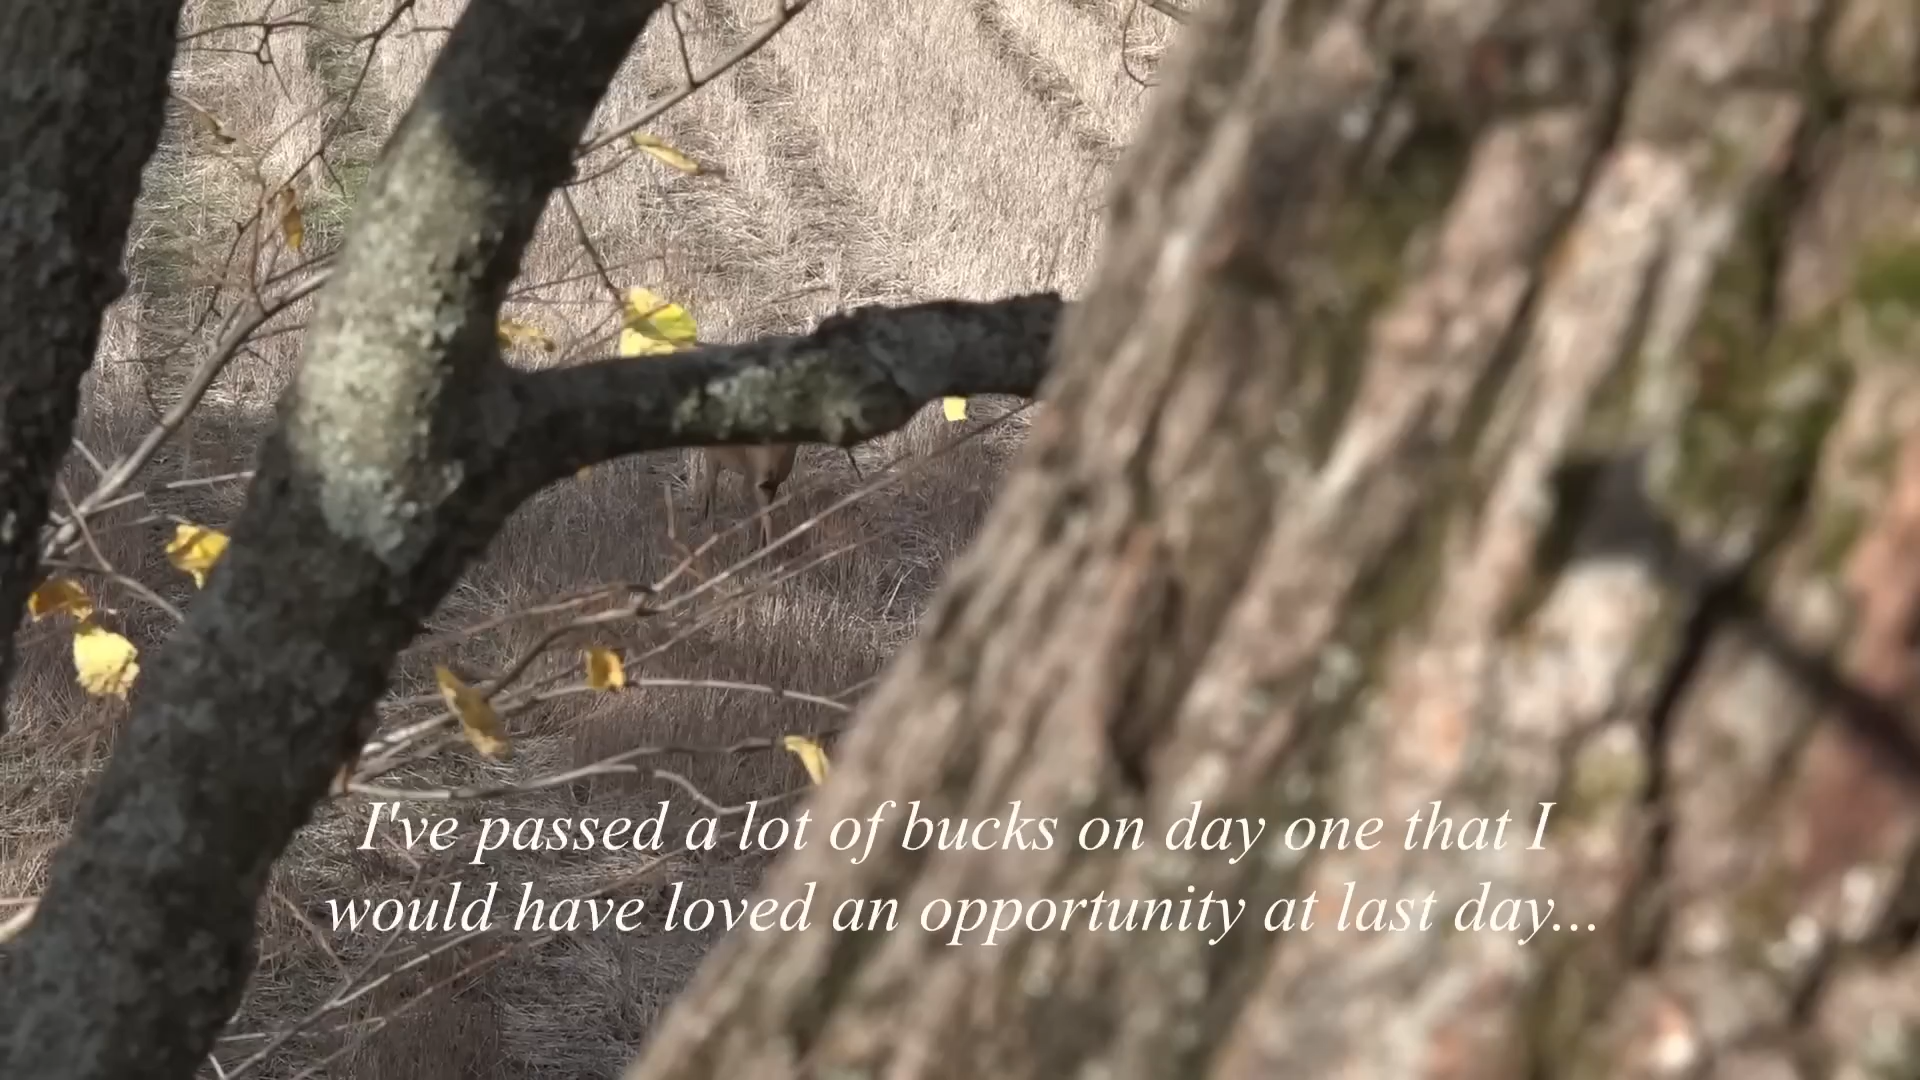 I've passed a lot of bucks on day one that I
would have loved an opportunity at last day...